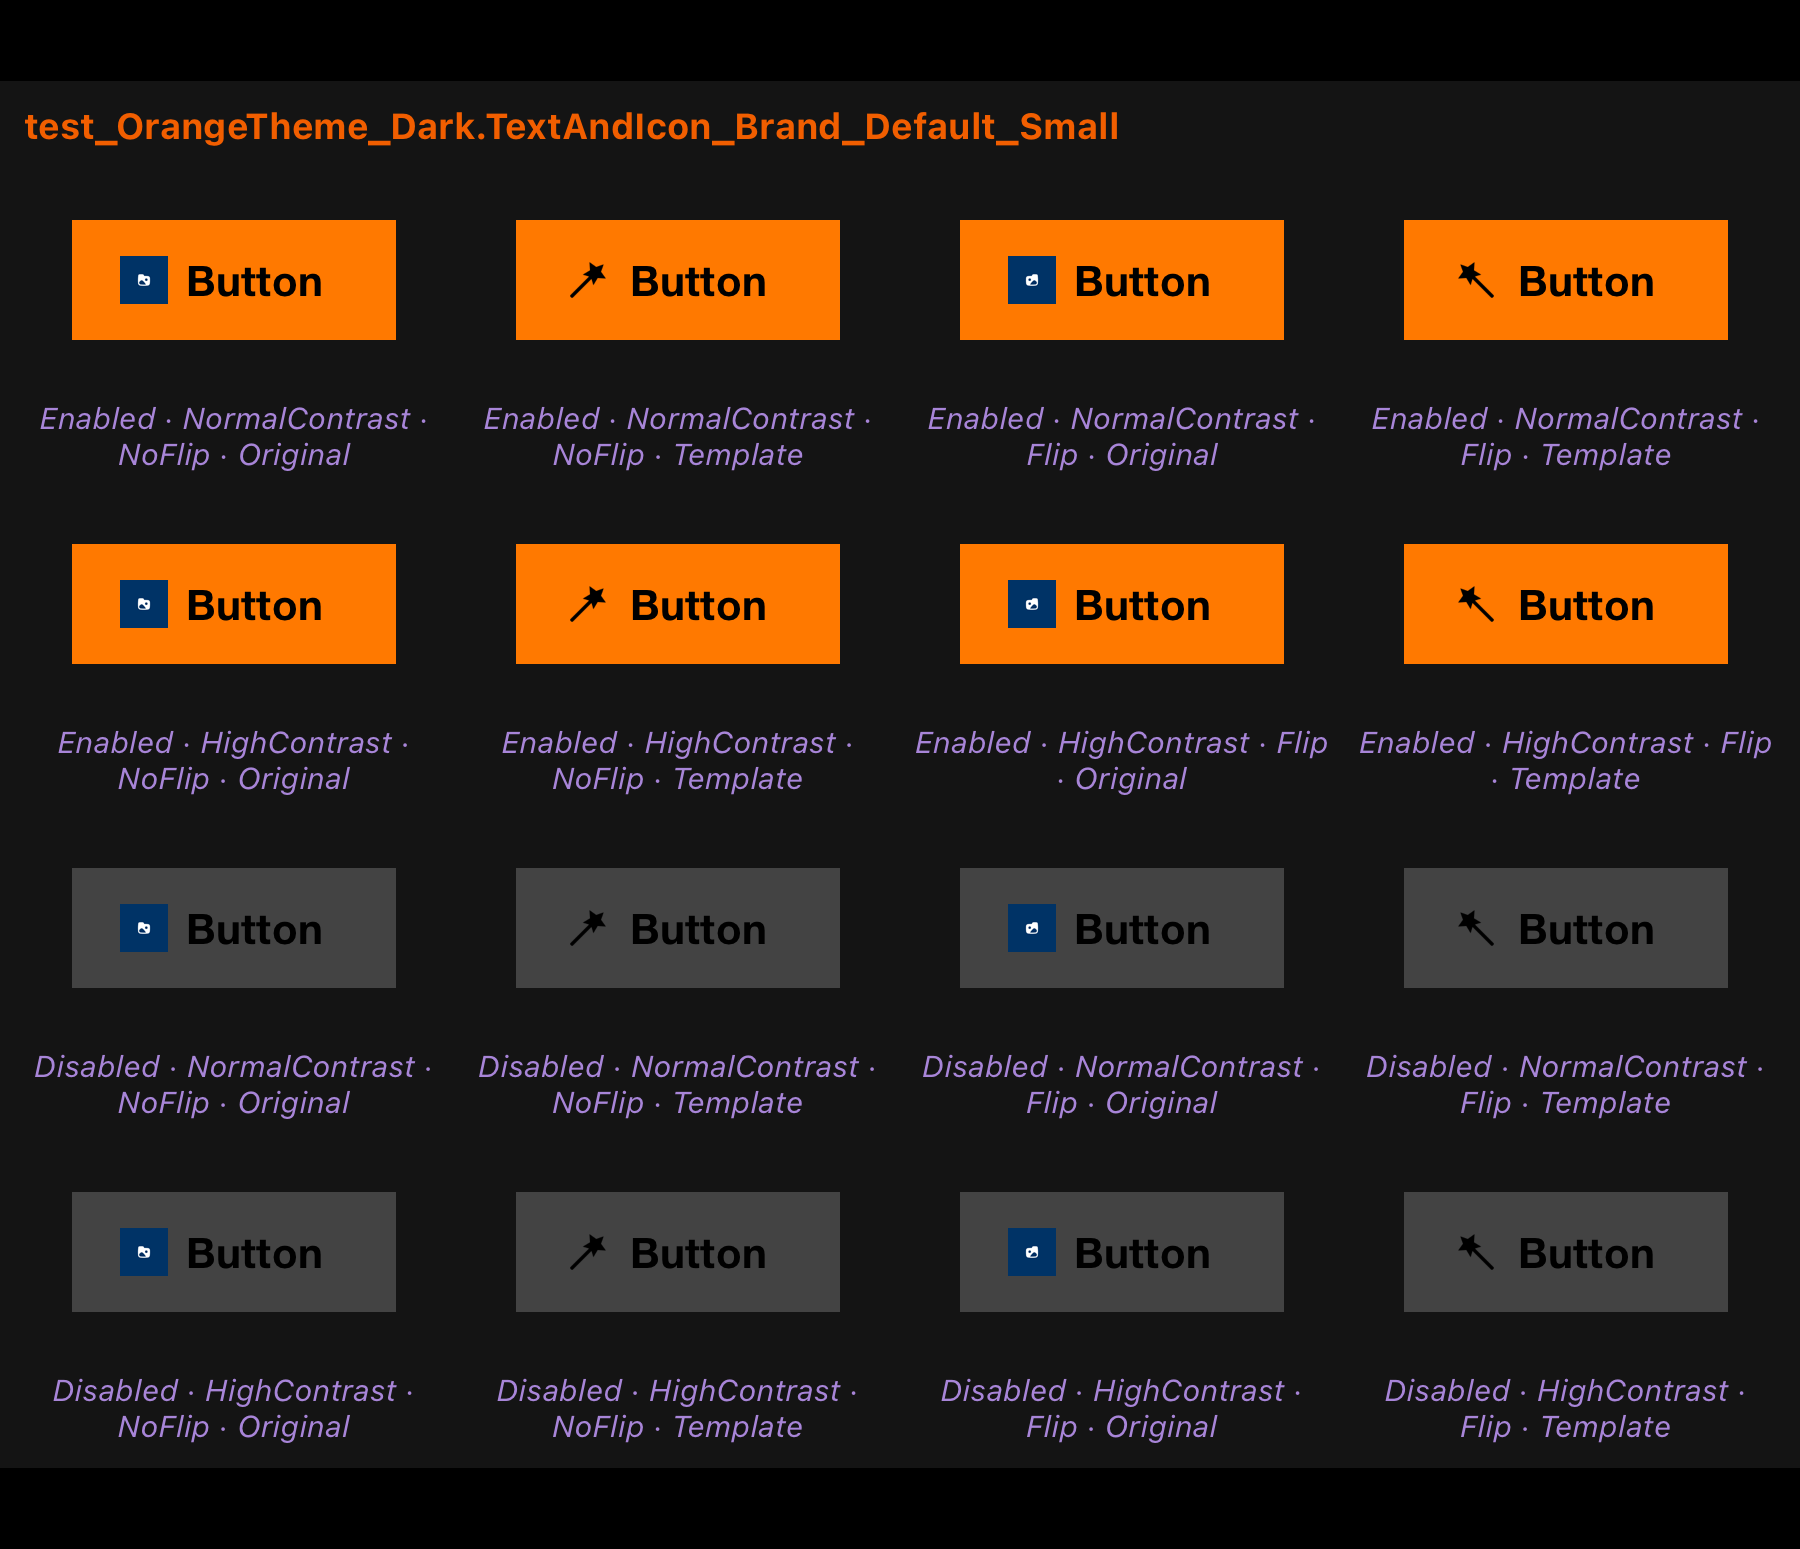 test_OrangeTheme_Dark.TextAndIcon_Brand_Default_Small
Button
Button
Button
Button
Enabled · NormalContrast ·
NoFlip · Original
Enabled · NormalContrast ·
NoFlip · Template
Enabled · NormalContrast ·
Flip · Original
Enabled · NormalContrast ·
Flip · Template
Button
Button
Button
Button
Enabled · HighContrast ·
NoFlip · Original
Enabled · HighContrast ·
NoFlip · Template
Enabled · HighContrast · Flip
· Original
Enabled · HighContrast · Flip
· Template
Button
Button
Button
Button
Disabled · NormalContrast ·
NoFlip · Original
Disabled · NormalContrast ·
NoFlip · Template
Disabled · NormalContrast ·
Flip · Original
Disabled · NormalContrast ·
Flip · Template
Button
Button
Button
Button
Disabled · HighContrast ·
NoFlip · Original
Disabled · HighContrast ·
NoFlip · Template
Disabled · HighContrast ·
Flip · Original
Disabled · HighContrast ·
Flip · Template